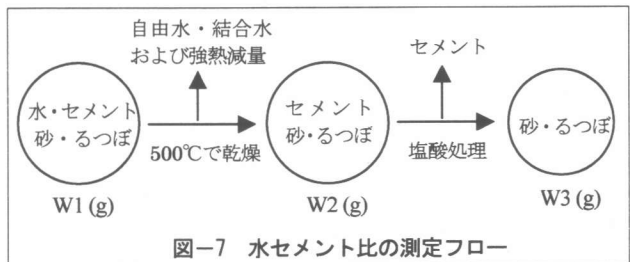 自由水・結合水
および強熱減量
セメント
水・セメント
砂・るつぼ
500℃で乾燥
セメント
砂・るつぼ
塩酸処理
砂・るつぼ
W1(g)
W2(g)
W3(g)
図－7 水セメント比の測定フロー